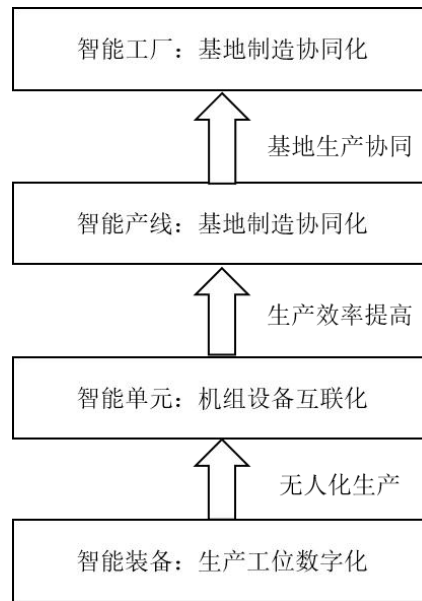 智能工厂：基地制造协同化
基地生产协同
智能产线：基地制造协同化
生产效率提高
智能单元：机组设备互联化
无人化生产
智能装备：生产工位数字化